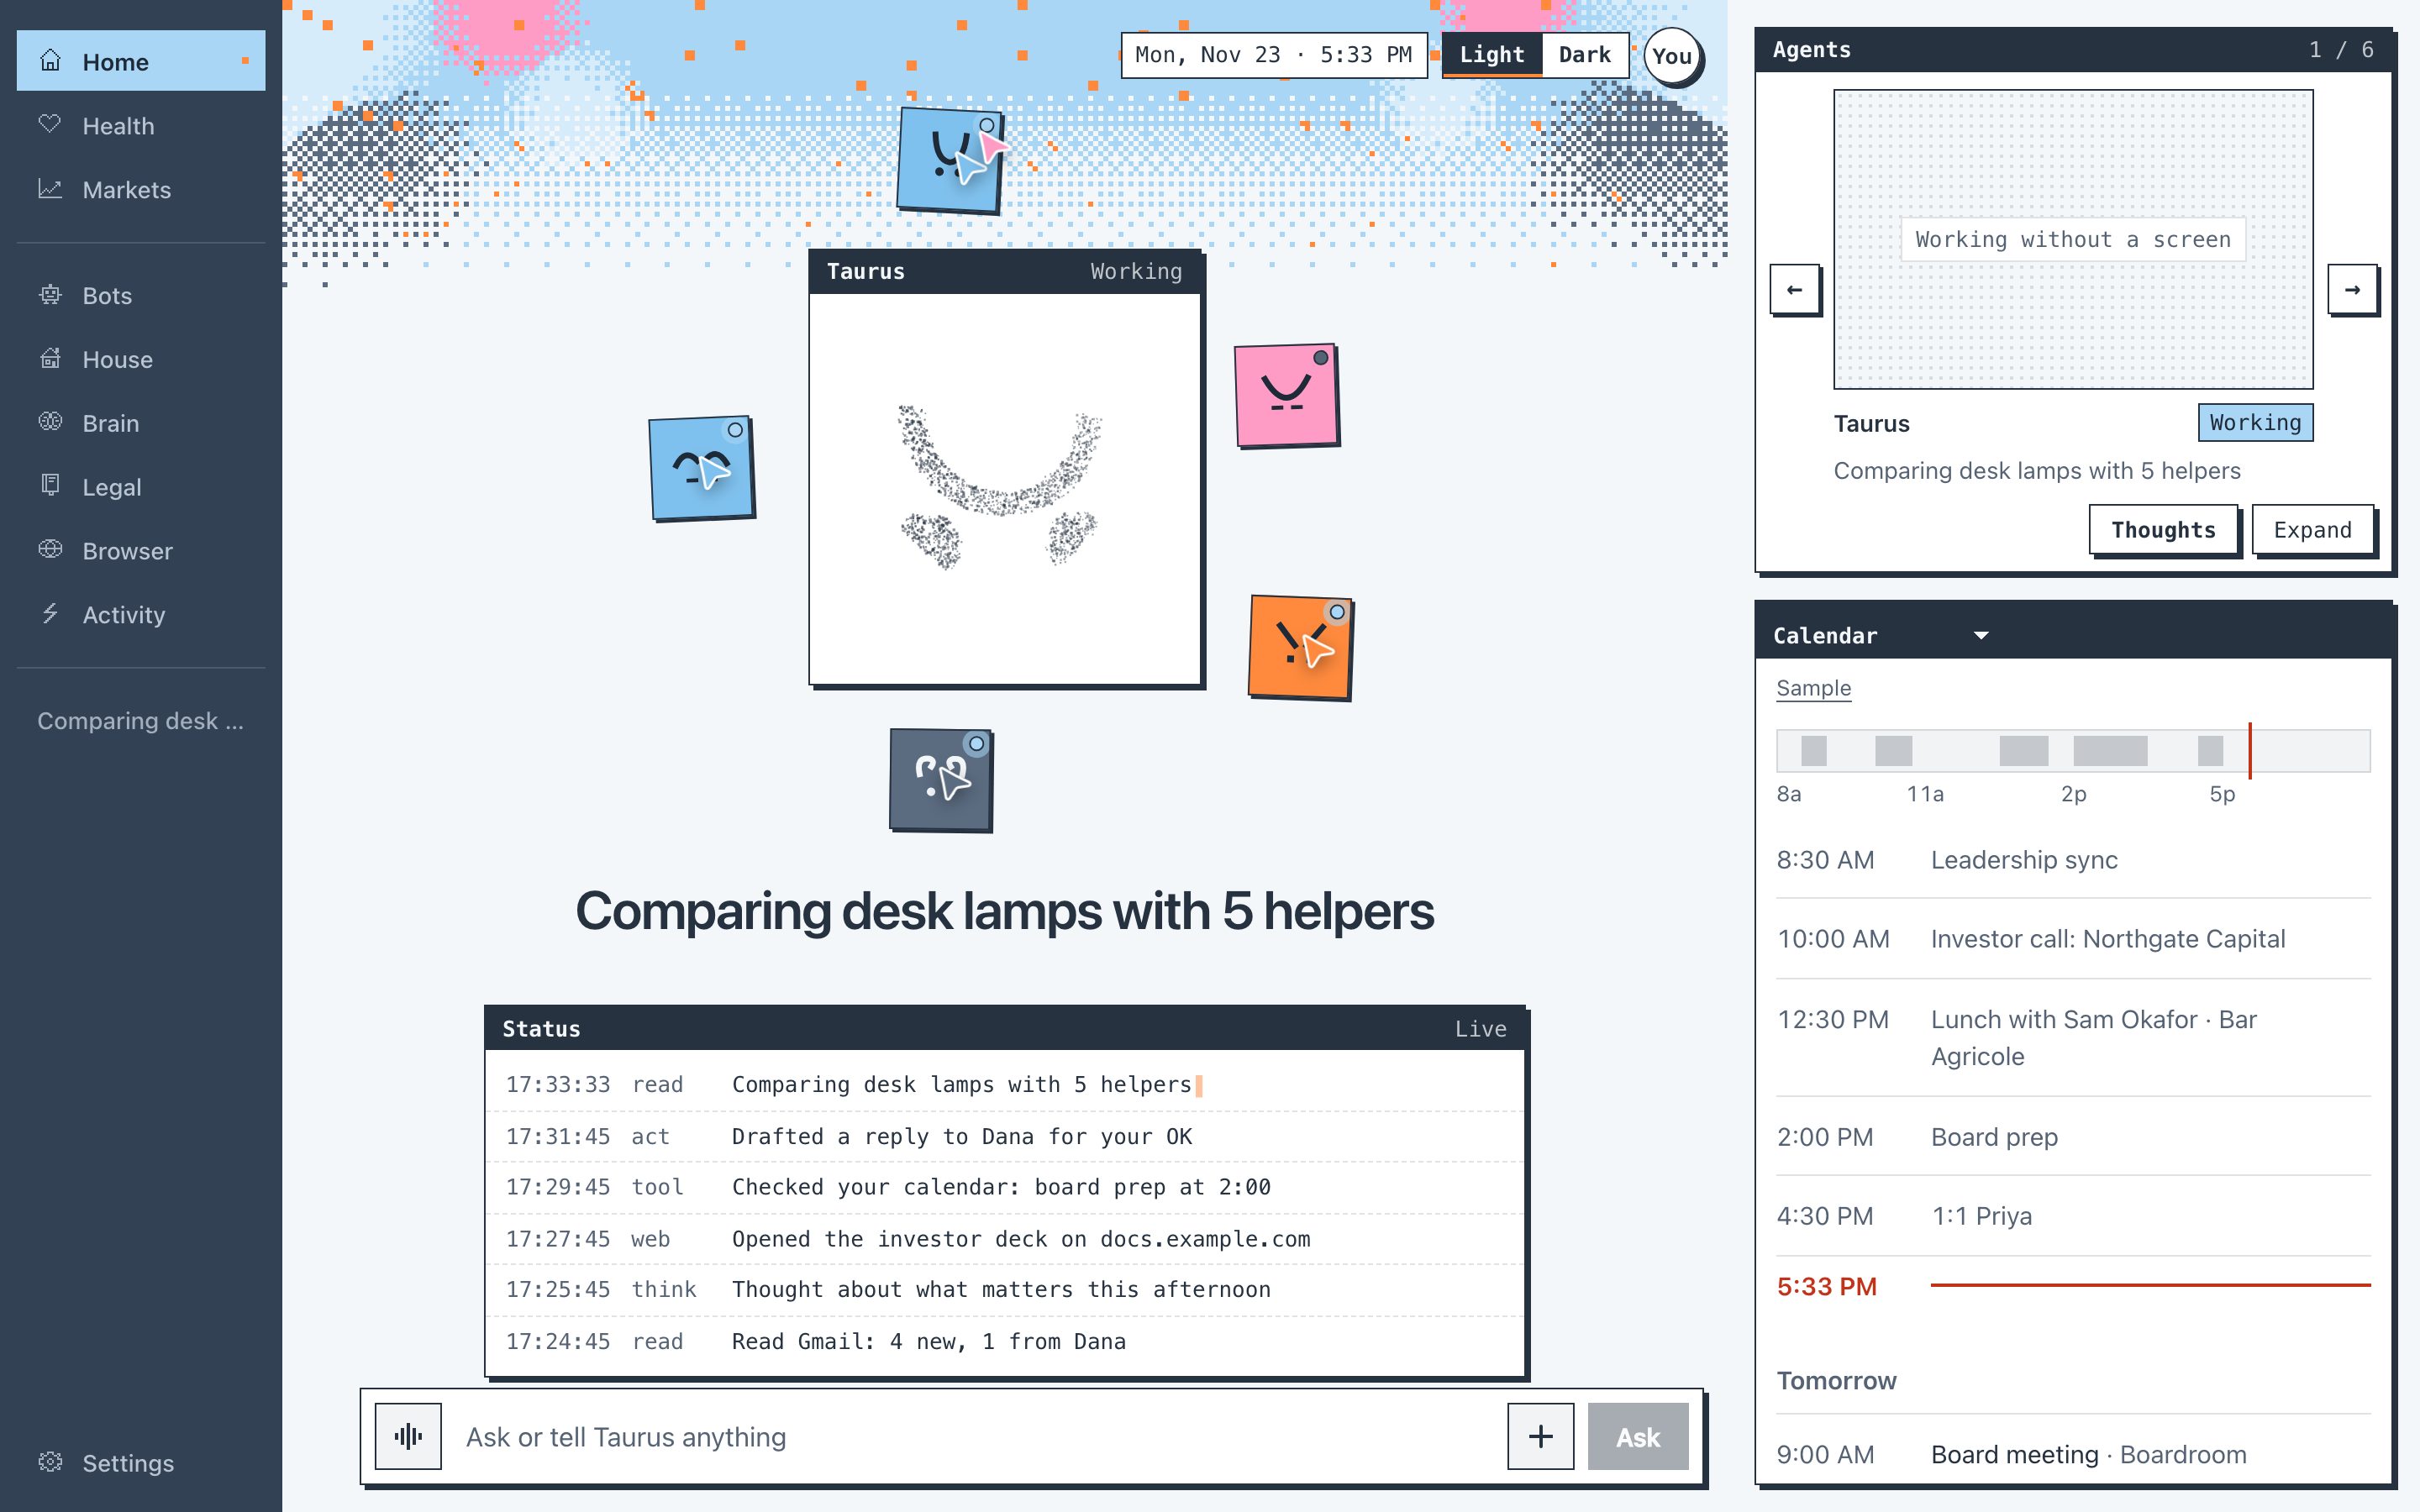 Home
Health
Markets
Bots
House
Brain
Legal
Browser
Activity
Comparing desk ...
Settings
Mon, Nov 23 · 5:33 PM
Light
Dark
You
Taurus
Working
Comparing desk lamps with 5 helpers
Status
Live
17:33:33 read Comparing desk lamps with 5 helpers
17:31:45 act Drafted a reply to Dana for your OK
17:29:45 tool Checked your calendar: board prep at 2:00
17:27:45 web Opened the investor deck on docs.example.com
17:25:45 think Thought about what matters this afternoon
17:24:45 read Read Gmail: 4 new, 1 from Dana
Ask or tell Taurus anything
+
Ask
Agents
1 / 6
Working without a screen
←
→
Taurus
Working
Comparing desk lamps with 5 helpers
Thoughts
Expand
Calendar
Sample
8a 11a 2p 5p
8:30 AM Leadership sync
10:00 AM Investor call: Northgate Capital
12:30 PM Lunch with Sam Okafor · Bar
Agricole
2:00 PM Board prep
4:30 PM 1:1 Priya
5:33 PM
Tomorrow
9:00 AM Board meeting · Boardroom